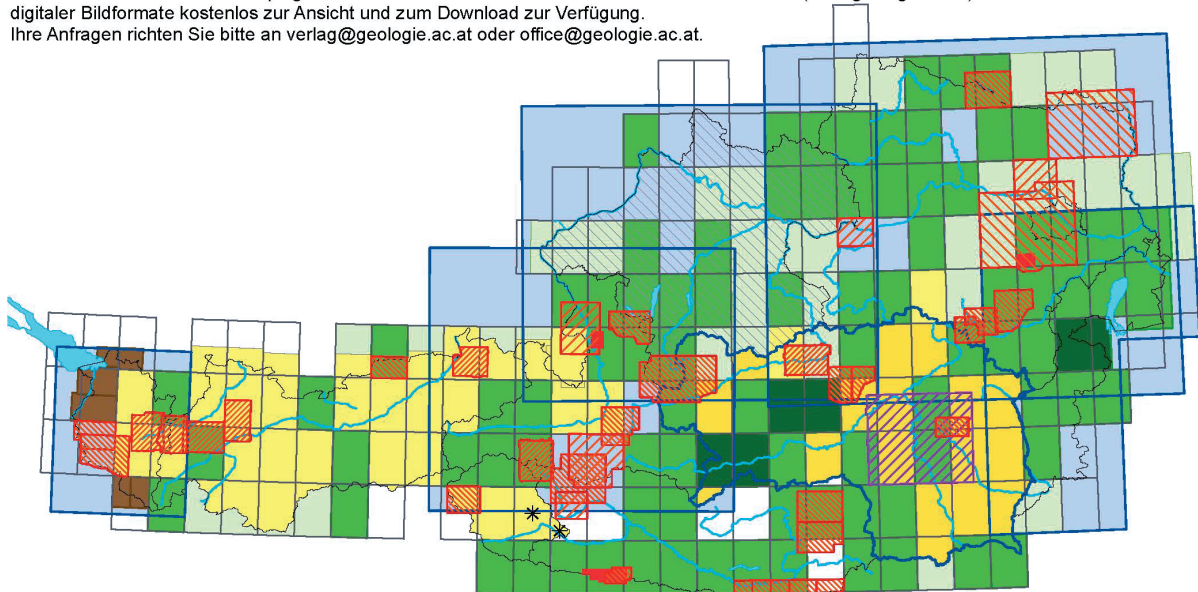 digitaler Bildformate kostenlos zur Ansicht und zum Download zur Verfügung.
Ihre Anfragen richten Sie bitte an verlag@geologie.ac.at oder office@geologie.ac.at.